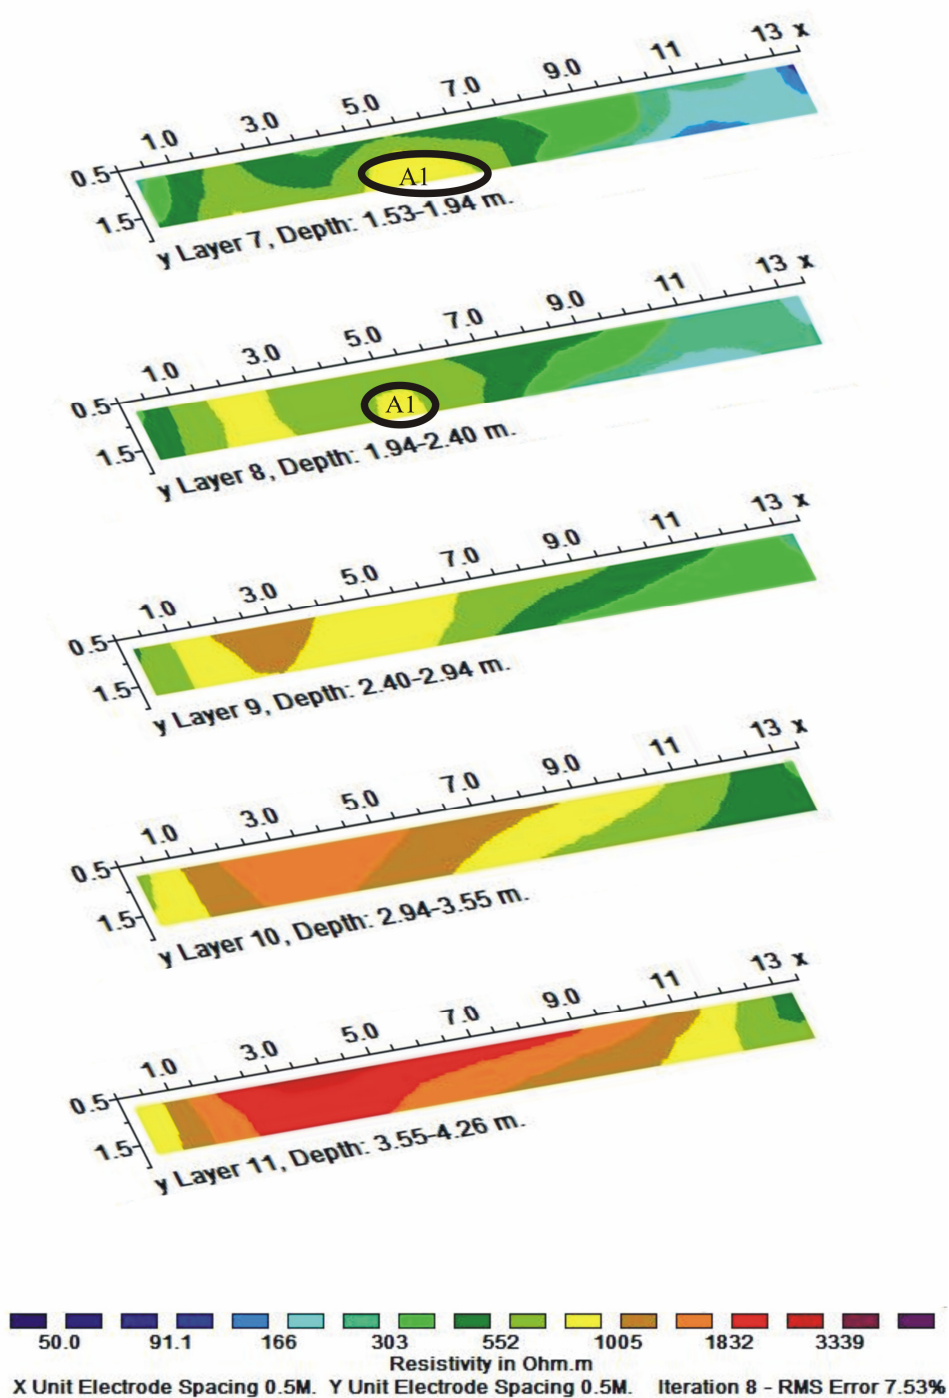 1.0 3.0 5.0 7.0 9.0 11 13 x
0.5
A1
1.5
y Layer 7, Depth: 1.53-1.94 m.
1.0 3.0 5.0 7.0 9.0 11 13 x
0.5
A1
1.5
y Layer 8, Depth: 1.94-2.40 m.
1.0 3.0 5.0 7.0 9.0 11 13 x
0.5
1.5
y Layer 9, Depth: 2.40-2.94 m.
1.0 3.0 5.0 7.0 9.0 11 13 x
0.5
1.5
y Layer 10, Depth: 2.94-3.55 m.
1.0 3.0 5.0 7.0 9.0 11 13 x
0.5
1.5
y Layer 11, Depth: 3.55-4.26 m.
50.0 91.1 166 303 552 1005 1832 3339
Resistivity in Ohm.m
X Unit Electrode Spacing 0.5M. Y Unit Electrode Spacing 0.5M. Iteration 8 - RMS Error 7.53%